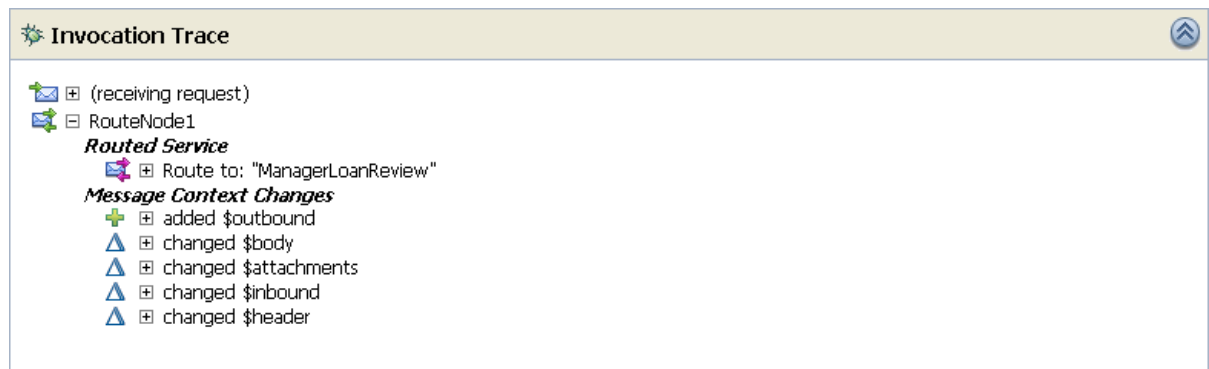 Invocation Trace
(receiving request)
RouteNode1
Routed Service
Route to: "ManagerLoanReview"
Message Context Changes
added $outbound
changed $body
changed $attachments
changed $inbound
changed $header